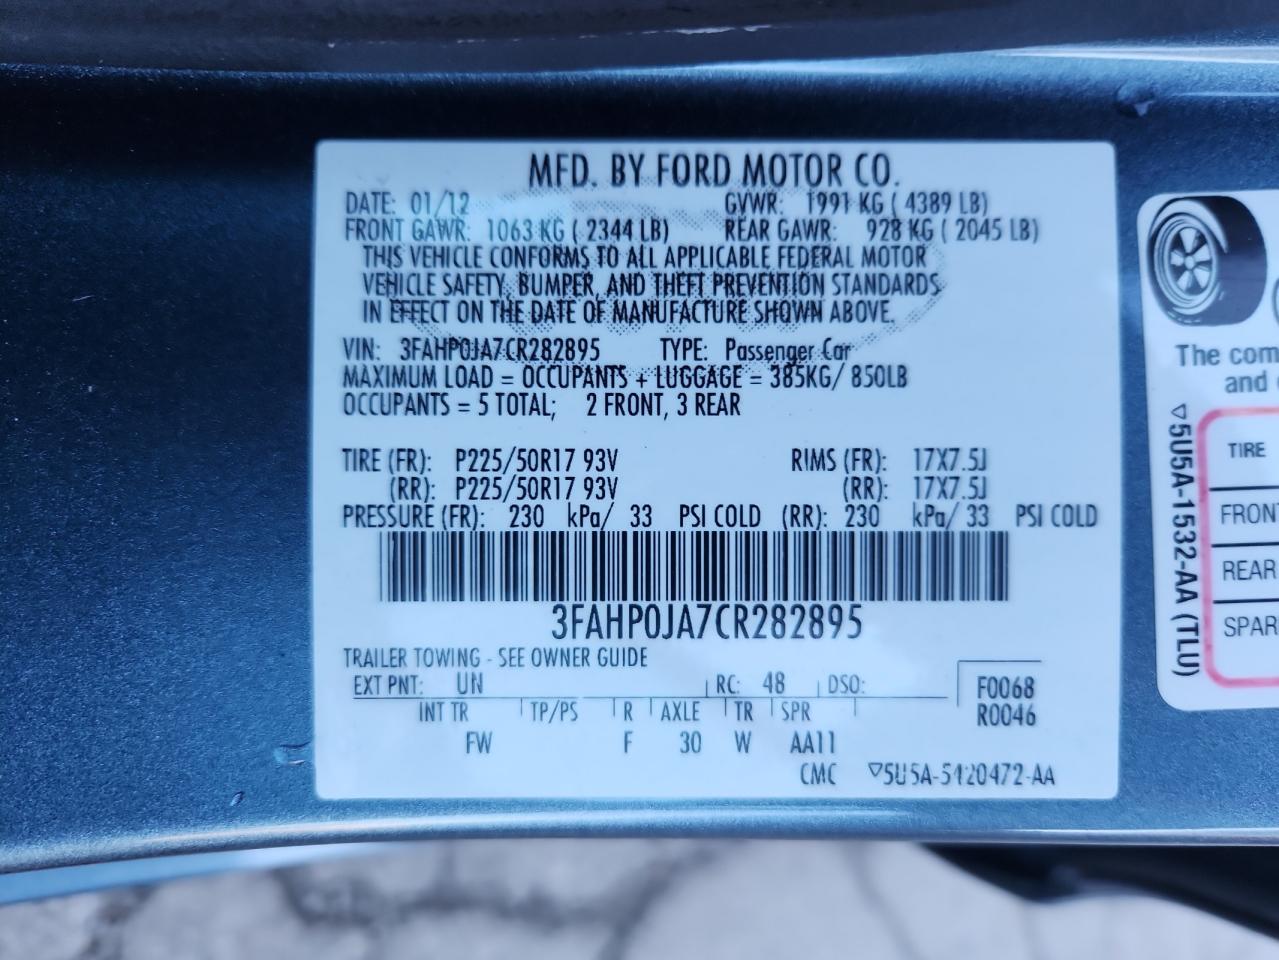 MFD. BY FORD MOTOR CO.
DATE: 01/12 GVWR: 1991 KG ( 4389 LB)
FRONT GAWR: 1063 KG ( 2344 LB) REAR GAWR: 928 KG ( 2045 LB)
THIS VEHICLE CONFORMS TO ALL APPLICABLE FEDERAL MOTOR
VEHICLE SAFETY, BUMPER, AND THEFT PREVENTION STANDARDS
IN EFFECT ON THE DATE OF MANUFACTURE SHOWN ABOVE.
VIN: 3FAHP0JA7CR282895 TYPE: Passenger Car
MAXIMUM LOAD = OCCUPANTS + LUGGAGE = 385KG/ 850LB
OCCUPANTS = 5 TOTAL; 2 FRONT, 3 REAR
TIRE (FR): P225/50R17 93V RIMS (FR): 17X7.5J
(RR): P225/50R17 93V (RR): 17X7.5J
PRESSURE (FR): 230 kPa/ 33 PSI COLD (RR): 230 kPa/ 33 PSI COLD
3FAHP0JA7CR282895
TRAILER TOWING - SEE OWNER GUIDE
EXT PNT: UN RC: 48 DSO:
F0068
INT TR TP/PS R AXLE TR SPR
R0046
FW F 30 W AA11
CMC ▽5U5A-5420472-AA
The com
and
▽5U5A-1532-AA (TLU)
TIRE
FRONT
REAR
SPAR